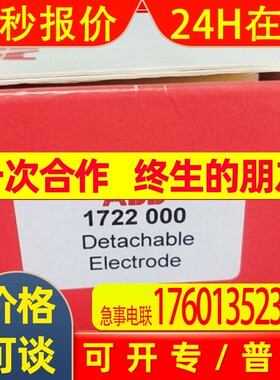 秒报价
24H在
ABB
一次合作 终生的朋友
1722 000
Detachable
Electrode
价格
可谈
急事电联
176013523
可开专/普